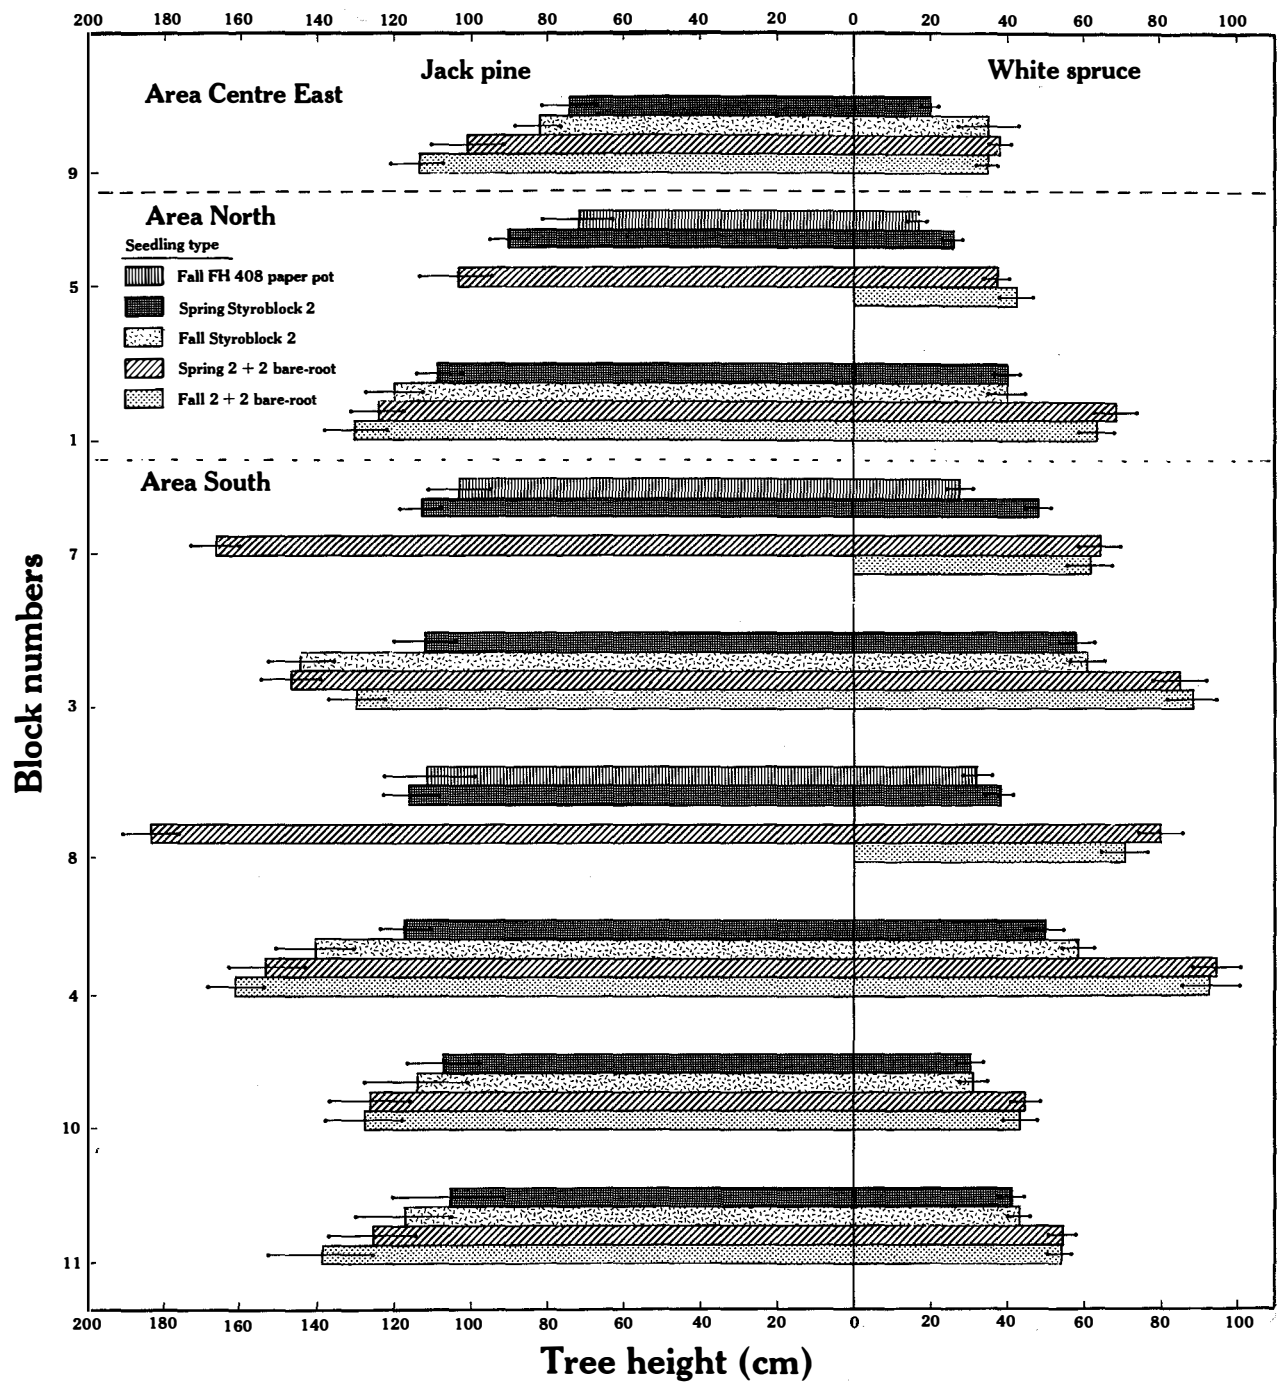 200 180 160 140 120 100 80 60 40 20 0 20 40 60 80 100
Jack pine
White spruce
Area Centre East
9
Area North
Seedling type
Fall FH 408 paper pot
5
Spring Styroblock 2
Fall Styroblock 2
Spring 2 + 2 bare-root
Fall 2 + 2 bare-root
1
Area South
7
Block numbers
3
8
4
10
11
200 180 160 140 120 100 80 60 40 20 0 20 40 60 80 100
Tree height (cm)